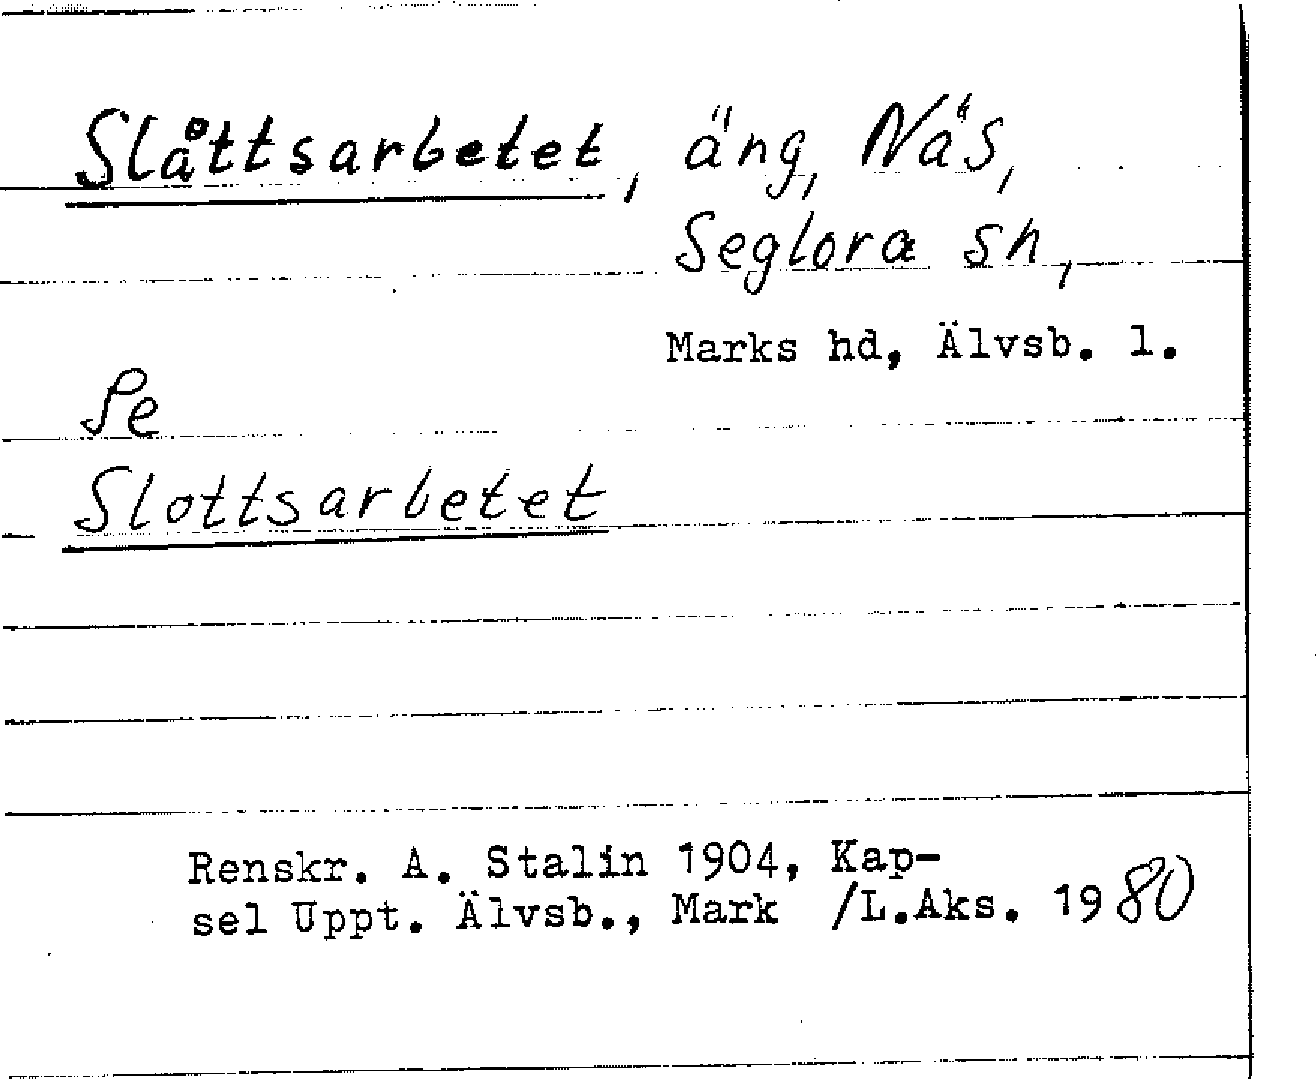 Slåttsarbetet, äng, Näs,
Seglora sn,
Marks hd, Älvsb. l.
Se
Slottsarbetet
Renskr. A. Stalin 1904, Kap-
sel Uppt. Älvsb., Mark /L.Aks. 1980